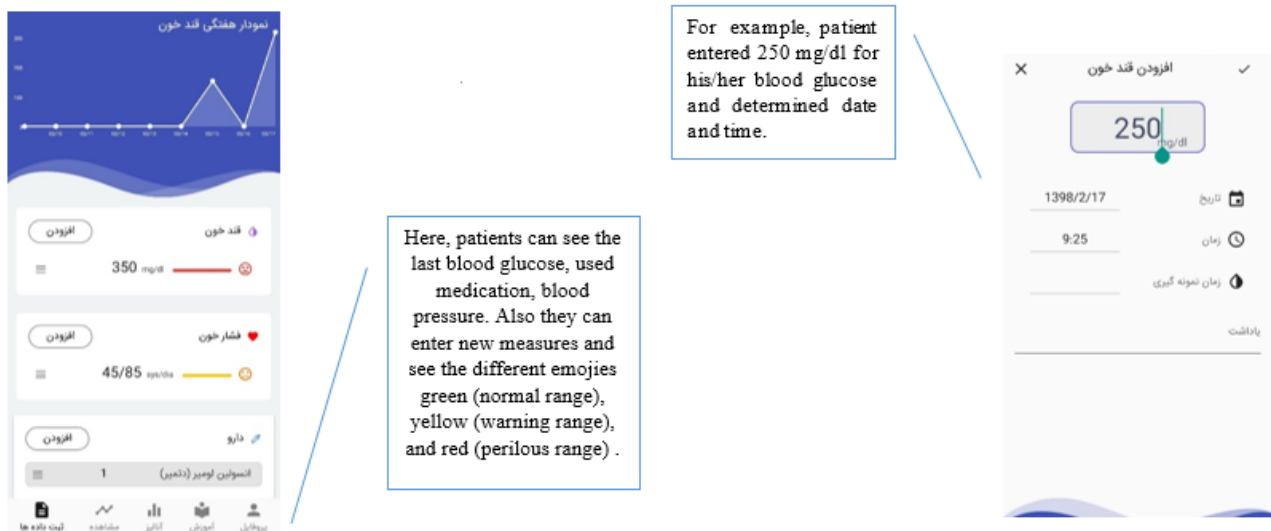 نمودار هفتگی قند خون
قند خون
افزودن
350 mg/dl
فشار خون
افزودن
45/85 sys/dia
دارو
افزودن
انسولین لومیر (دتمیر) 1
پروفایل
آموزش
آنالیز
مشاهده
ثبت داده ها
Here, patients can see the
last blood glucose, used
medication, blood
pressure. Also they can
enter new measures and
see the different emojies
green (normal range),
yellow (warning range),
and red (perilous range) .
For example, patient
entered 250 mg/dl for
his/her blood glucose
and determined date
and time.
افزودن قند خون
250
mg/dl
تاریخ 1398/2/17
زمان 9:25
زمان نمونه گیری
یاداشت